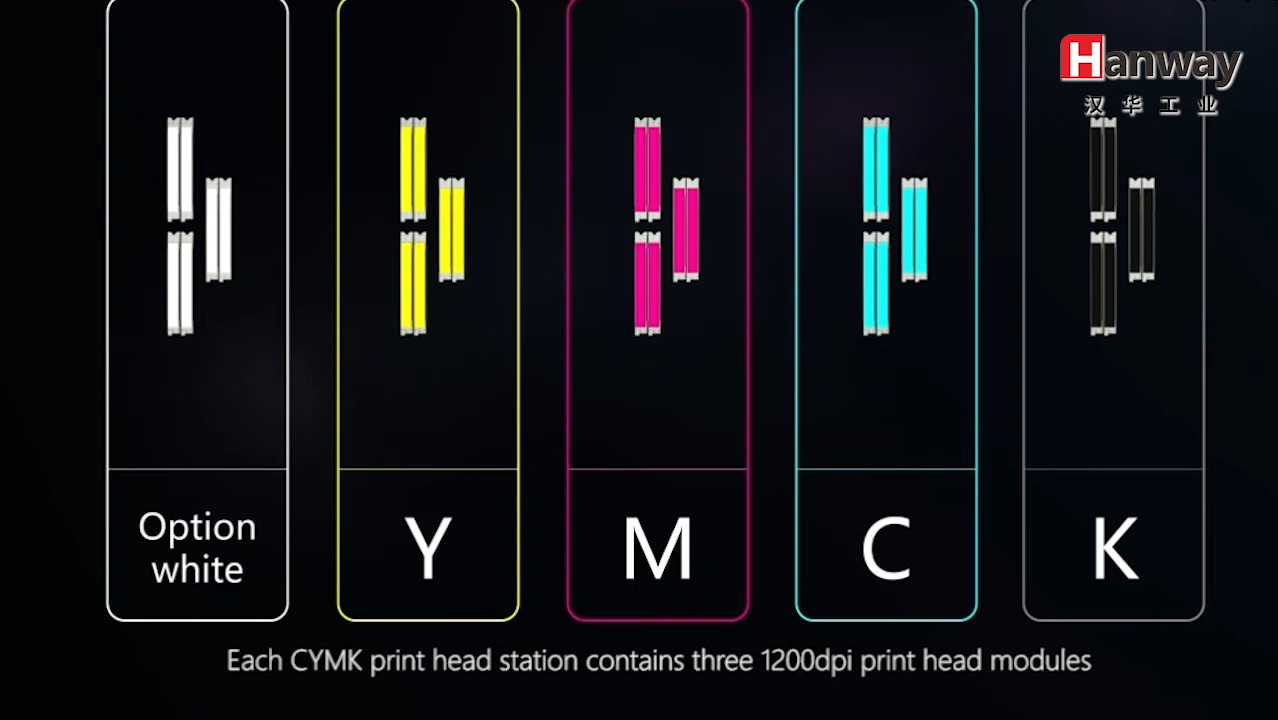 Hanway
汉华工业
Option
white
Y
M
C
K
Each CYMK print head station contains three 1200dpi print head modules